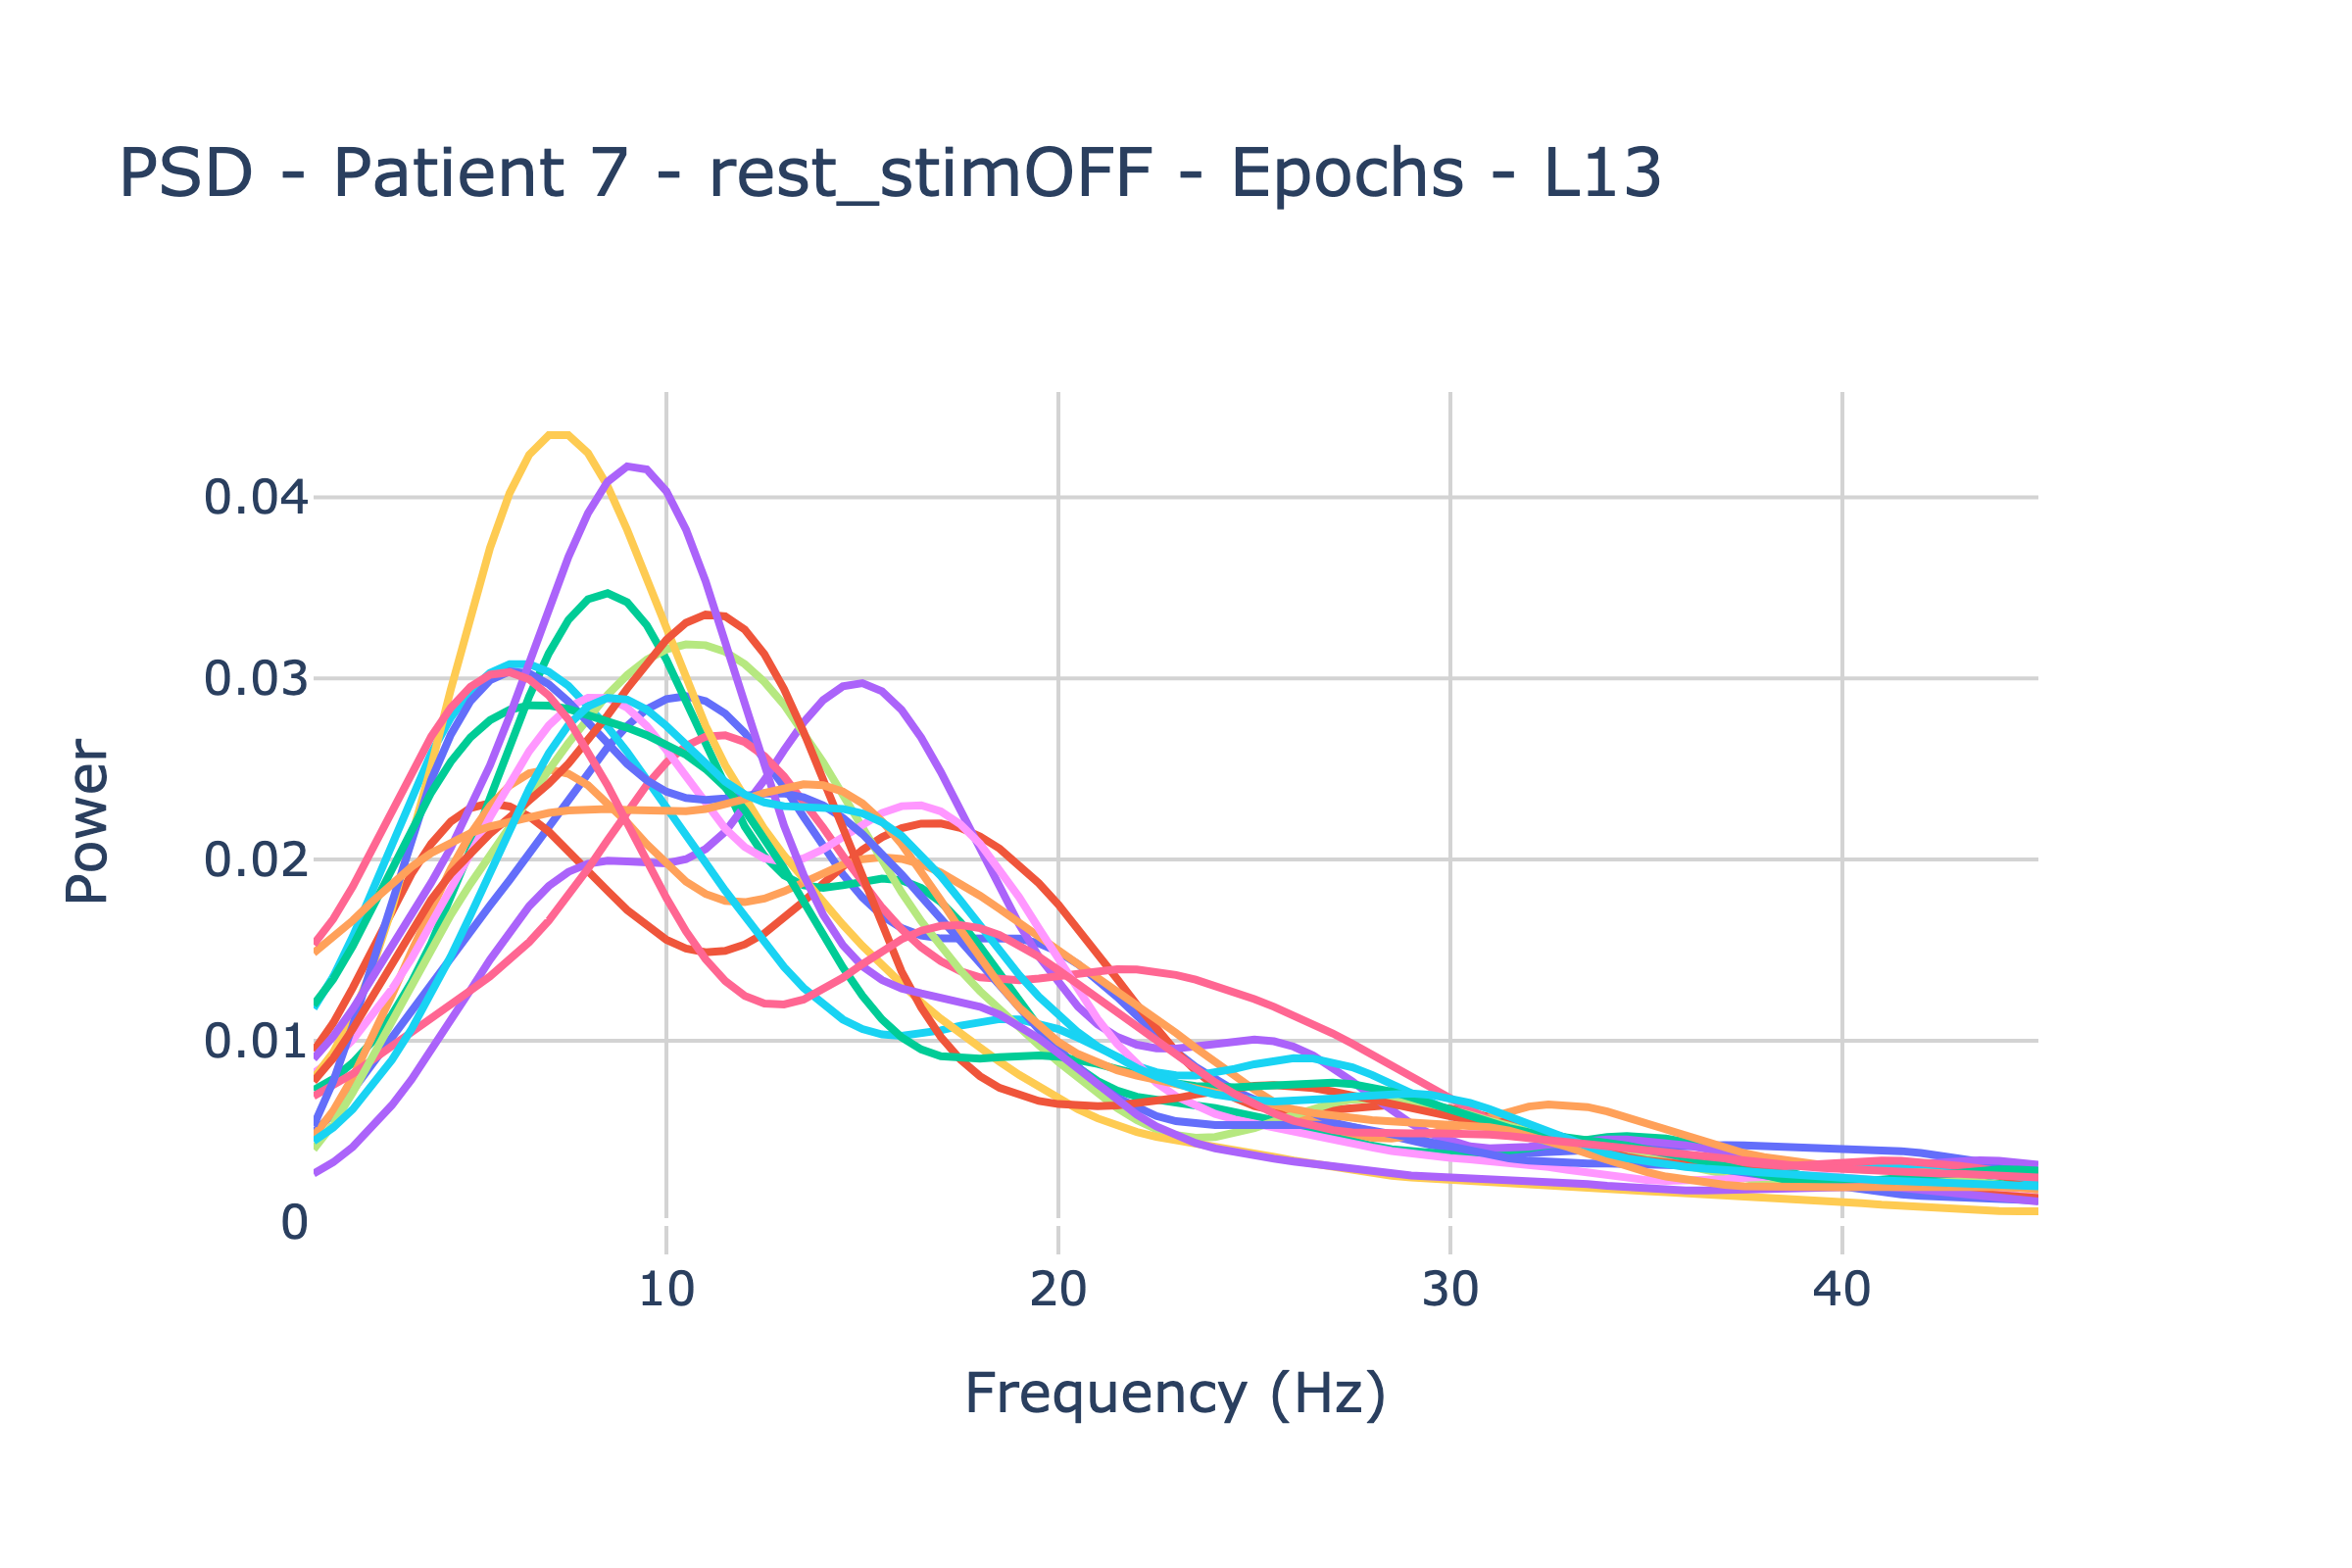 PSD - Patient 7 - rest_stimOFF - Epochs - L13
0.04
0.03
0.02
0.01
0
Power
10 20 30 40
Frequency (Hz)